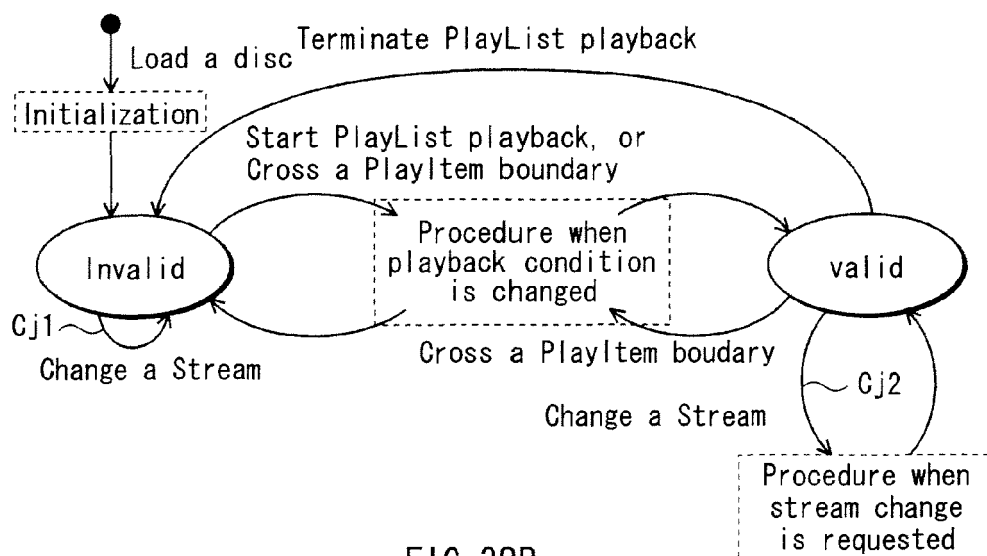 Terminate PlayList playback
Load a disc
Initialization
Start PlayList playback, or
Cross a PlayItem boundary
Procedure when
playback condition
is changed
Invalid
valid
Cj1
Change a Stream
Cross a PlayItem boudary
Cj2
Change a Stream
Procedure when
stream change
is requested